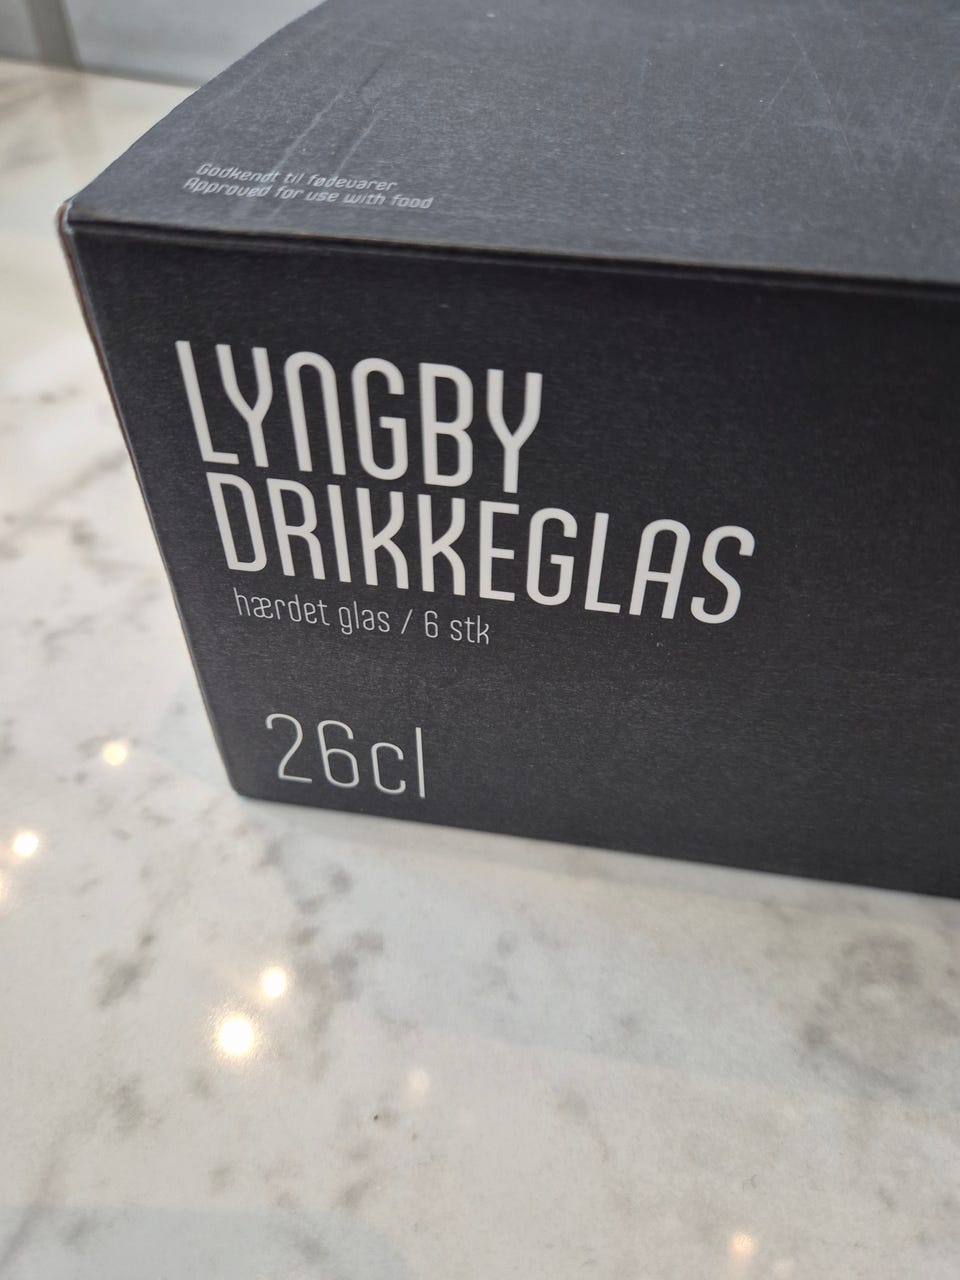 Godkendt til fødevarer
Approved for use with food
LYNGBY
DRIKKEGLAS
hærdet glas / 6 stk
26cl